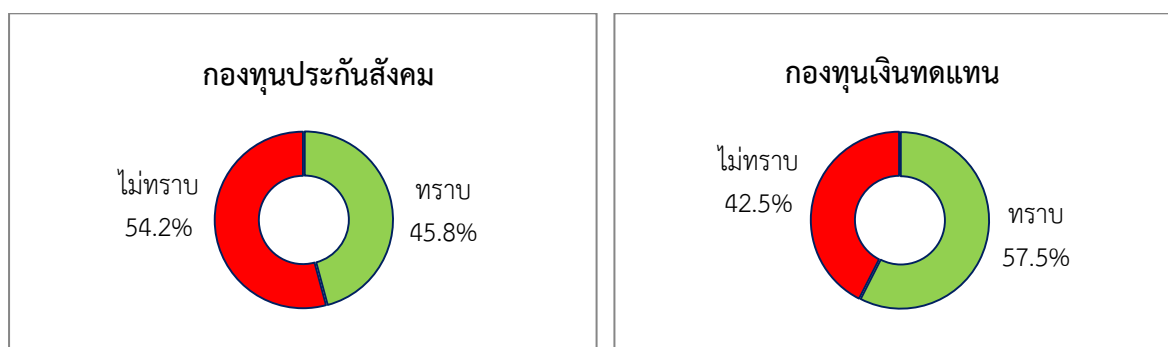 กองทุนประกันสังคม
ไม่ทราบ
54.2%
ทราบ
45.8%
กองทุนเงินทดแทน
ไม่ทราบ
42.5%
ทราบ
57.5%